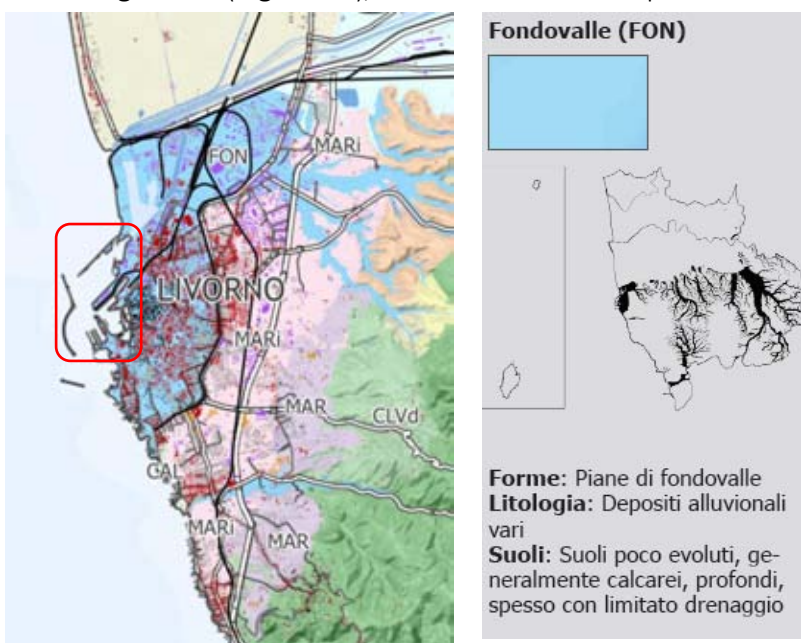 FON
MARi
LIVORNO
MARi
MAR
CLVd
CAL
MARi
MAR
Fondovalle (FON)
Forme: Piane di fondovalle
Litologia: Depositi alluvionali
vari
Suoli: Suoli poco evoluti, ge-
neralmente calcarei, profondi,
spesso con limitato drenaggio